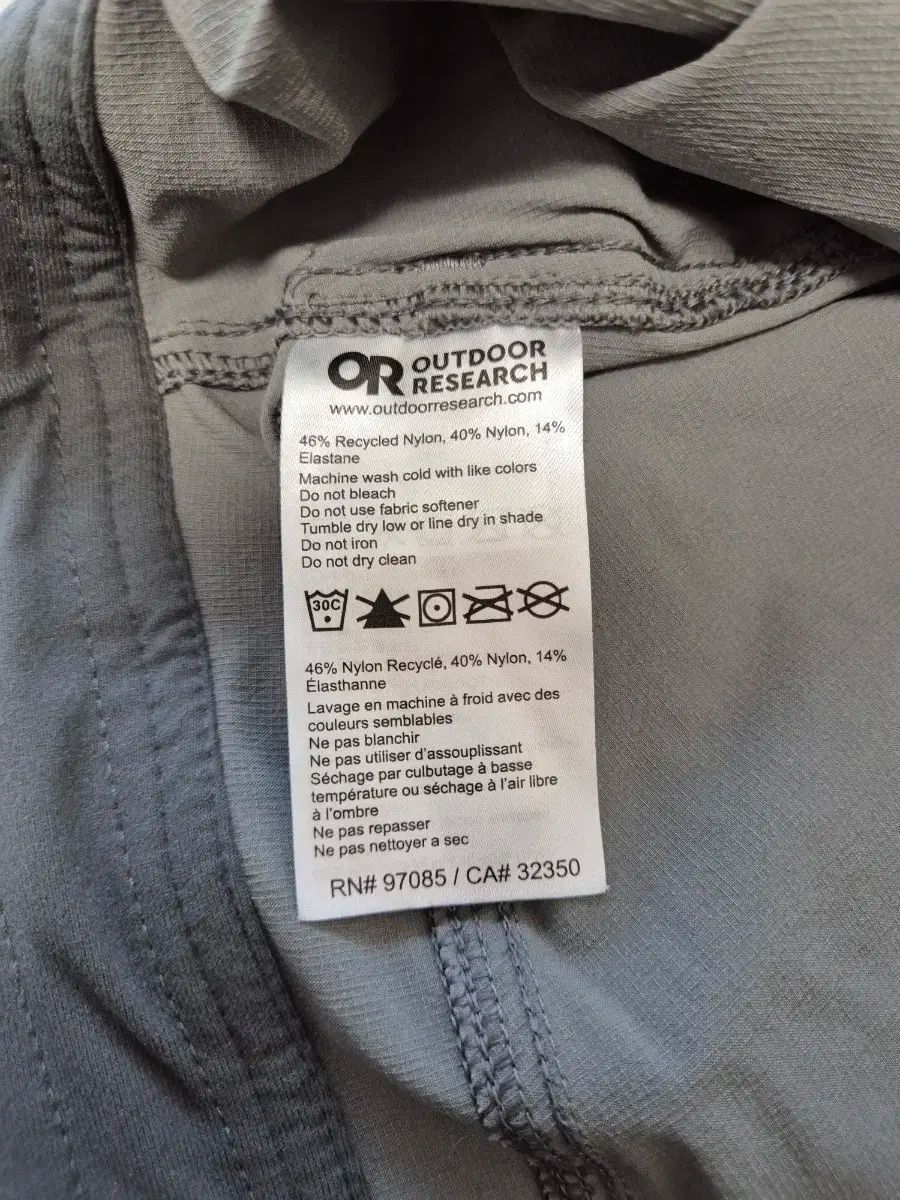 OR OUTDOOR
RESEARCH
www.outdoorresearch.com
46% Recycled Nylon, 40% Nylon, 14%
Elastane
Machine wash cold with like colors
Do not bleach
Do not use fabric softener
Tumble dry low or line dry in shade
Do not iron
Do not dry clean
30C
46% Nylon Recyclé, 40% Nylon, 14%
Élasthanne
Lavage en machine à froid avec des
couleurs semblables
Ne pas blanchir
Ne pas utiliser d'assouplissant
Séchage par culbutage à basse
température ou séchage à l'air libre
à l'ombre
Ne pas repasser
Ne pas nettoyer a sec
RN# 97085 / CA# 32350